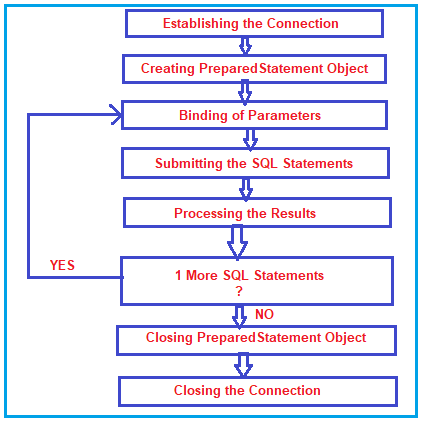 Establishing the Connection
Creating PreparedStatement Object
Binding of Parameters
Submitting the SQL Statements
Processing the Results
YES
1 More SQL Statements
?
NO
Closing PreparedStatement Object
Closing the Connection